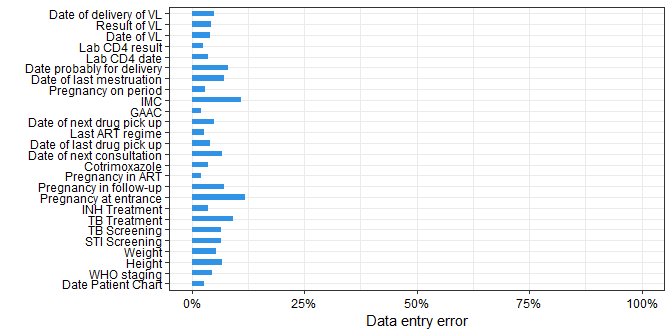 Date of delivery of VL
Result of VL
Date of VL
Lab CD4 result
Lab CD4 date
Date probably for delivery
Date of last mestruation
Pregnancy on period
IMC
GAAC
Date of next drug pick up
Last ART regime
Date of last drug pick up
Date of next consultation
Cotrimoxazole
Pregnancy in ART
Pregnancy in follow-up
Pregnancy at entrance
INH Treatment
TB Treatment
TB Screening
STI Screening
Weight
Height
WHO staging
Date Patient Chart
0% 25% 50% 75% 100%
Data entry error